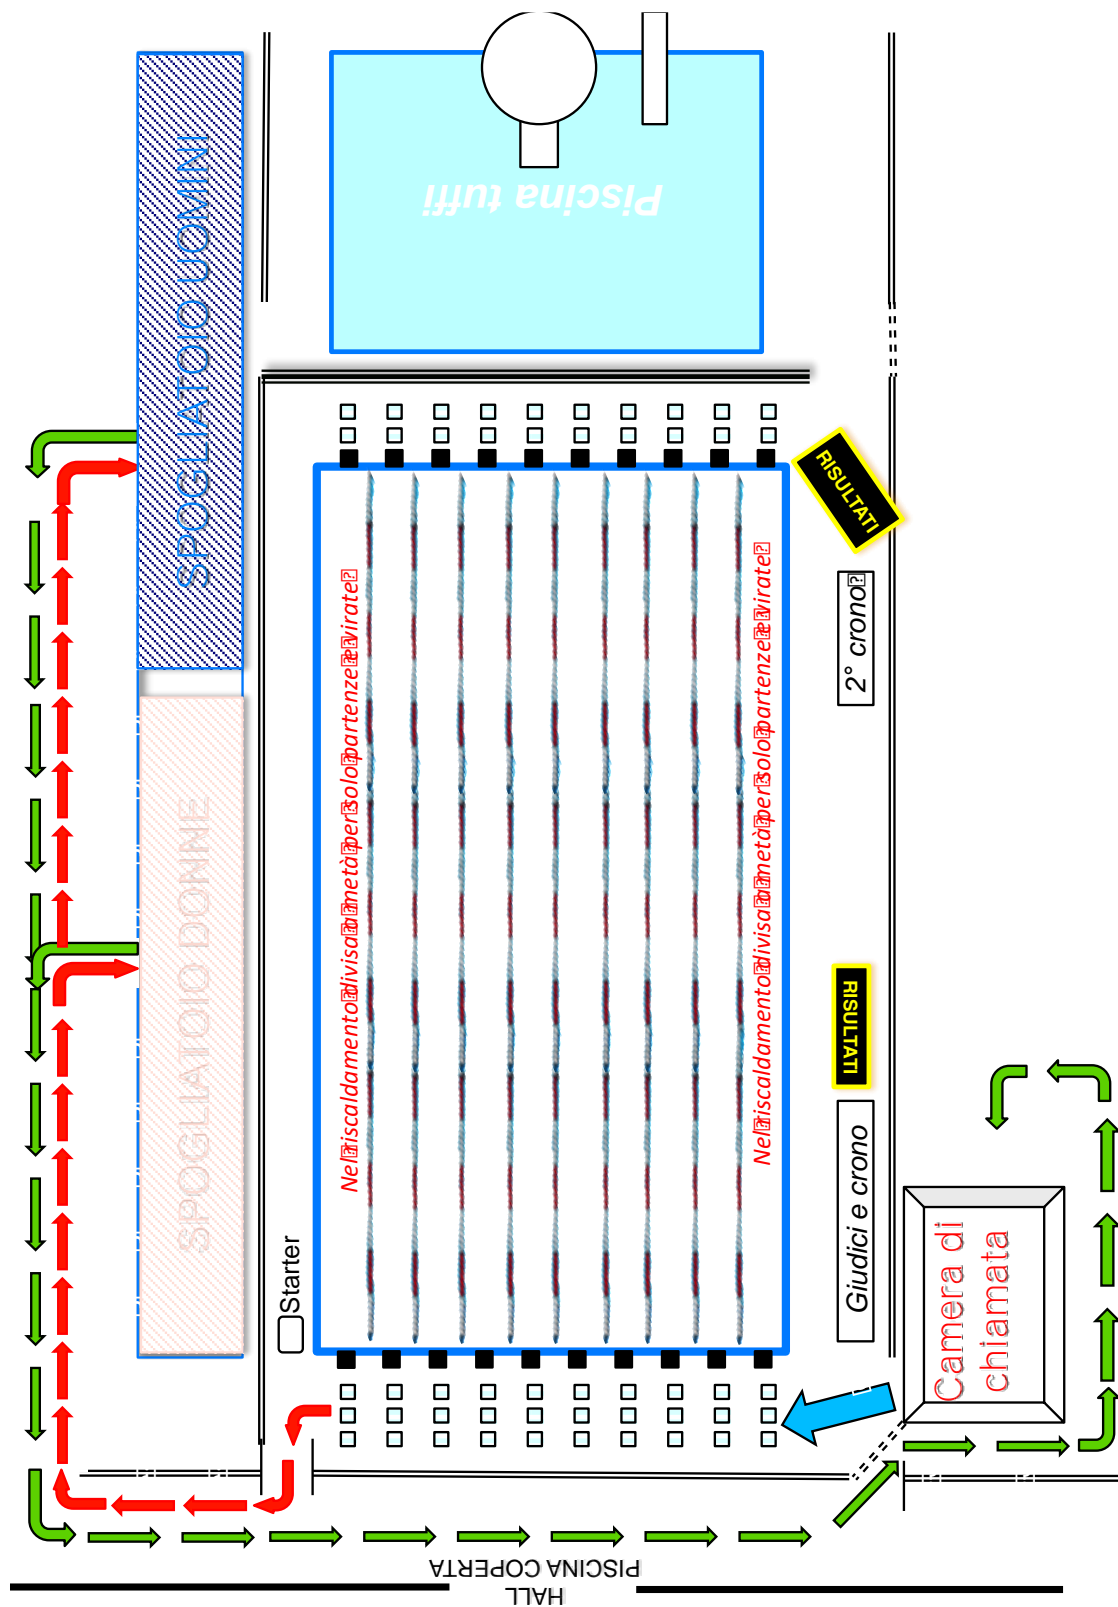 SPOGLIATOIO UOMINI
Piscina tuffi
SPOGLIATOIO DONNE
Nel riscaldamento divisa a metà per solo partenze e virate
Nel riscaldamento divisa a metà per solo partenze e virate
RISULTATI
2° crono
RISULTATI
Giudici e crono
Starter
Camera di
chiamata
HALL
PISCINA COPERTA